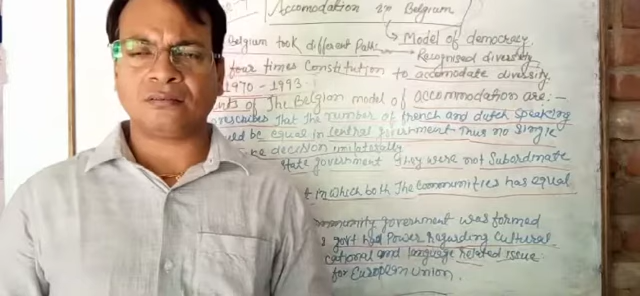 Accomodation in Belgium
Model of democracy
Belgium took different Path
Recognised diversity
four times Constitution to accomodate diversity
1970 - 1993
of The Belgian model of accommodation are:-
That the number of french and dutch speaking
be equal in central government Thus no single
decision unilaterally
state government They were not Subordinate
in which both The communities has equal
community government was formed
govt had Power Regarding Cultural
and language related issue
for European union.